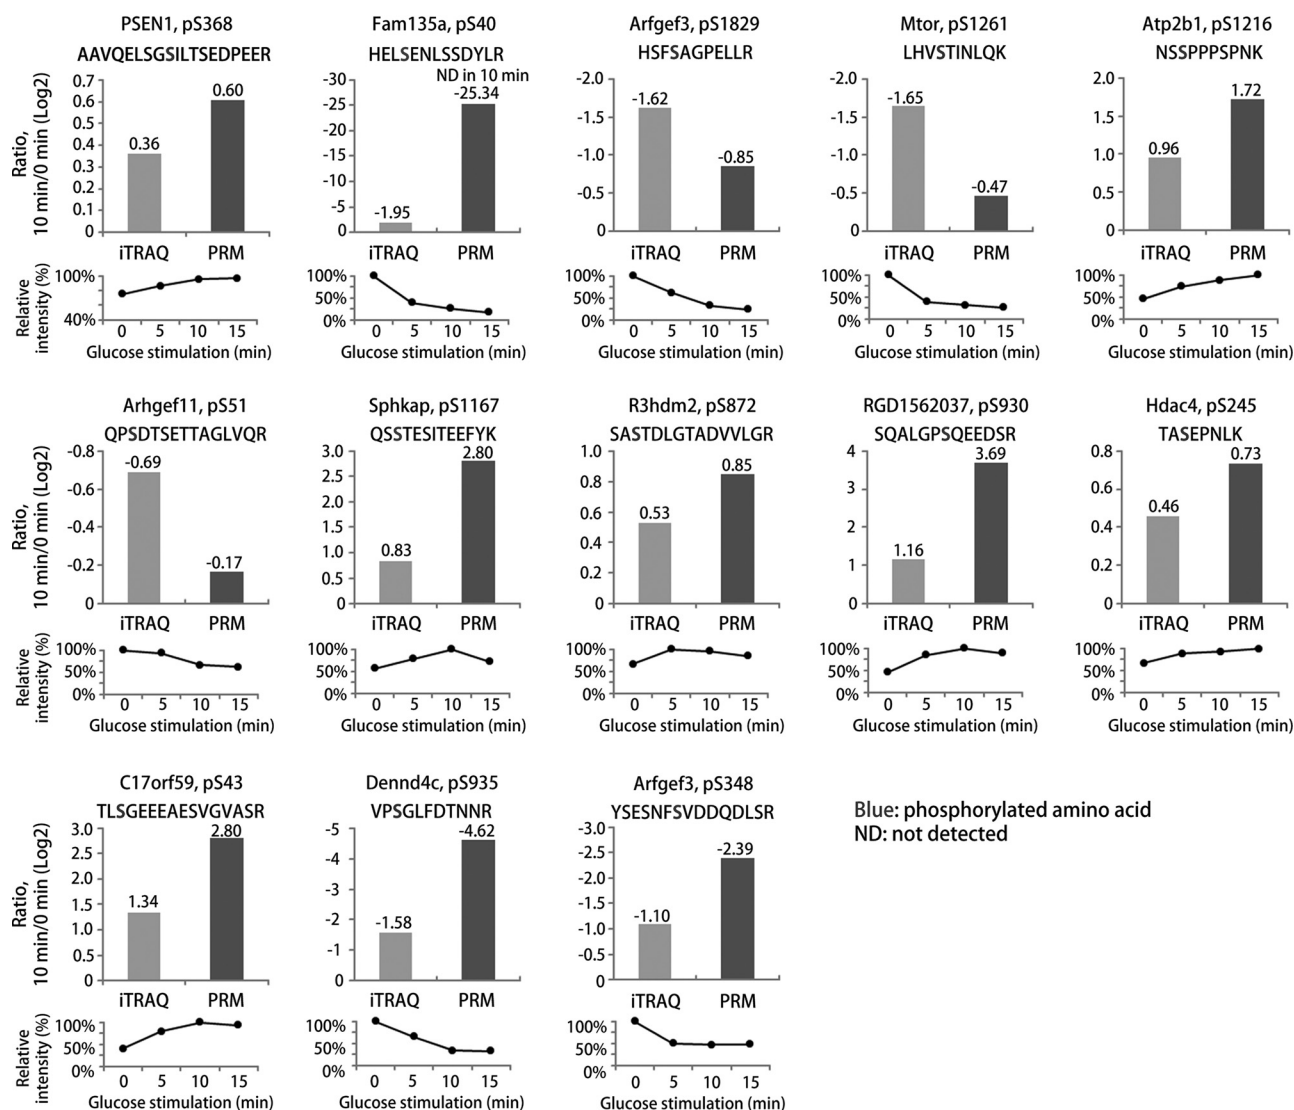 PSEN1, pS368
AAVQELSGSILTSEDPEER
Ratio,
10 min/0 min (Log2)
0.7
0.6
0.5
0.4
0.3
0.2
0.1
0
0.36
0.60
iTRAQ
PRM
Relative
intensity (%)
100%
40%
0 5 10 15
Glucose stimulation (min)
Fam135a, pS40
HELSENLSSDYLR
ND in 10 min
-30
-25
-20
-15
-10
-5
0
-1.95
-25.34
iTRAQ
PRM
100%
50%
0%
0 5 10 15
Glucose stimulation (min)
Arfgef3, pS1829
HSFSAGPELLR
-2.0
-1.5
-1.0
-0.5
0
-1.62
-0.85
iTRAQ
PRM
100%
50%
0%
0 5 10 15
Glucose stimulation (min)
Mtor, pS1261
LHVSTINLQK
-2.0
-1.5
-1.0
-0.5
0
-1.65
-0.47
iTRAQ
PRM
100%
50%
0%
0 5 10 15
Glucose stimulation (min)
Atp2b1, pS1216
NSSPPPSPNK
2.0
1.5
1.0
0.5
0
0.96
1.72
iTRAQ
PRM
100%
50%
0%
0 5 10 15
Glucose stimulation (min)
Arhgef11, pS51
QPSDTSETTAGLVQR
Ratio,
10 min/0 min (Log2)
-0.8
-0.6
-0.4
-0.2
0
-0.69
-0.17
iTRAQ
PRM
Relative
intensity (%)
100%
50%
0%
0 5 10 15
Glucose stimulation (min)
Sphkap, pS1167
QSSTESITEEFYK
3.0
2.5
2.0
1.5
1.0
0.5
0
0.83
2.80
iTRAQ
PRM
100%
50%
0%
0 5 10 15
Glucose stimulation (min)
R3hdm2, pS872
SASTDLGTADVVLGR
1.0
0.8
0.6
0.4
0.2
0
0.53
0.85
iTRAQ
PRM
100%
50%
0%
0 5 10 15
Glucose stimulation (min)
RGD1562037, pS930
SQALGPSQEEDSR
4
3
2
1
0
1.16
3.69
iTRAQ
PRM
100%
50%
0%
0 5 10 15
Glucose stimulation (min)
Hdac4, pS245
TASEPNLK
0.8
0.6
0.4
0.2
0
0.46
0.73
iTRAQ
PRM
100%
50%
0%
0 5 10 15
Glucose stimulation (min)
C17orf59, pS43
TLSGEEEAESVGVASR
Ratio,
10 min/0 min (Log2)
3.0
2.5
2.0
1.5
1.0
0.5
0
1.34
2.80
iTRAQ
PRM
Relative
intensity (%)
100%
50%
0%
0 5 10 15
Glucose stimulation (min)
Dennd4c, pS935
VPSGLFDTNNR
-5
-4
-3
-2
-1
0
-1.58
-4.62
iTRAQ
PRM
100%
50%
0%
0 5 10 15
Glucose stimulation (min)
Arfgef3, pS348
YSESNFSVDDQDLSR
-3.0
-2.5
-2.0
-1.5
-1.0
-0.5
0
-1.10
-2.39
iTRAQ
PRM
100%
50%
0%
0 5 10 15
Glucose stimulation (min)
Blue: phosphorylated amino acid
ND: not detected